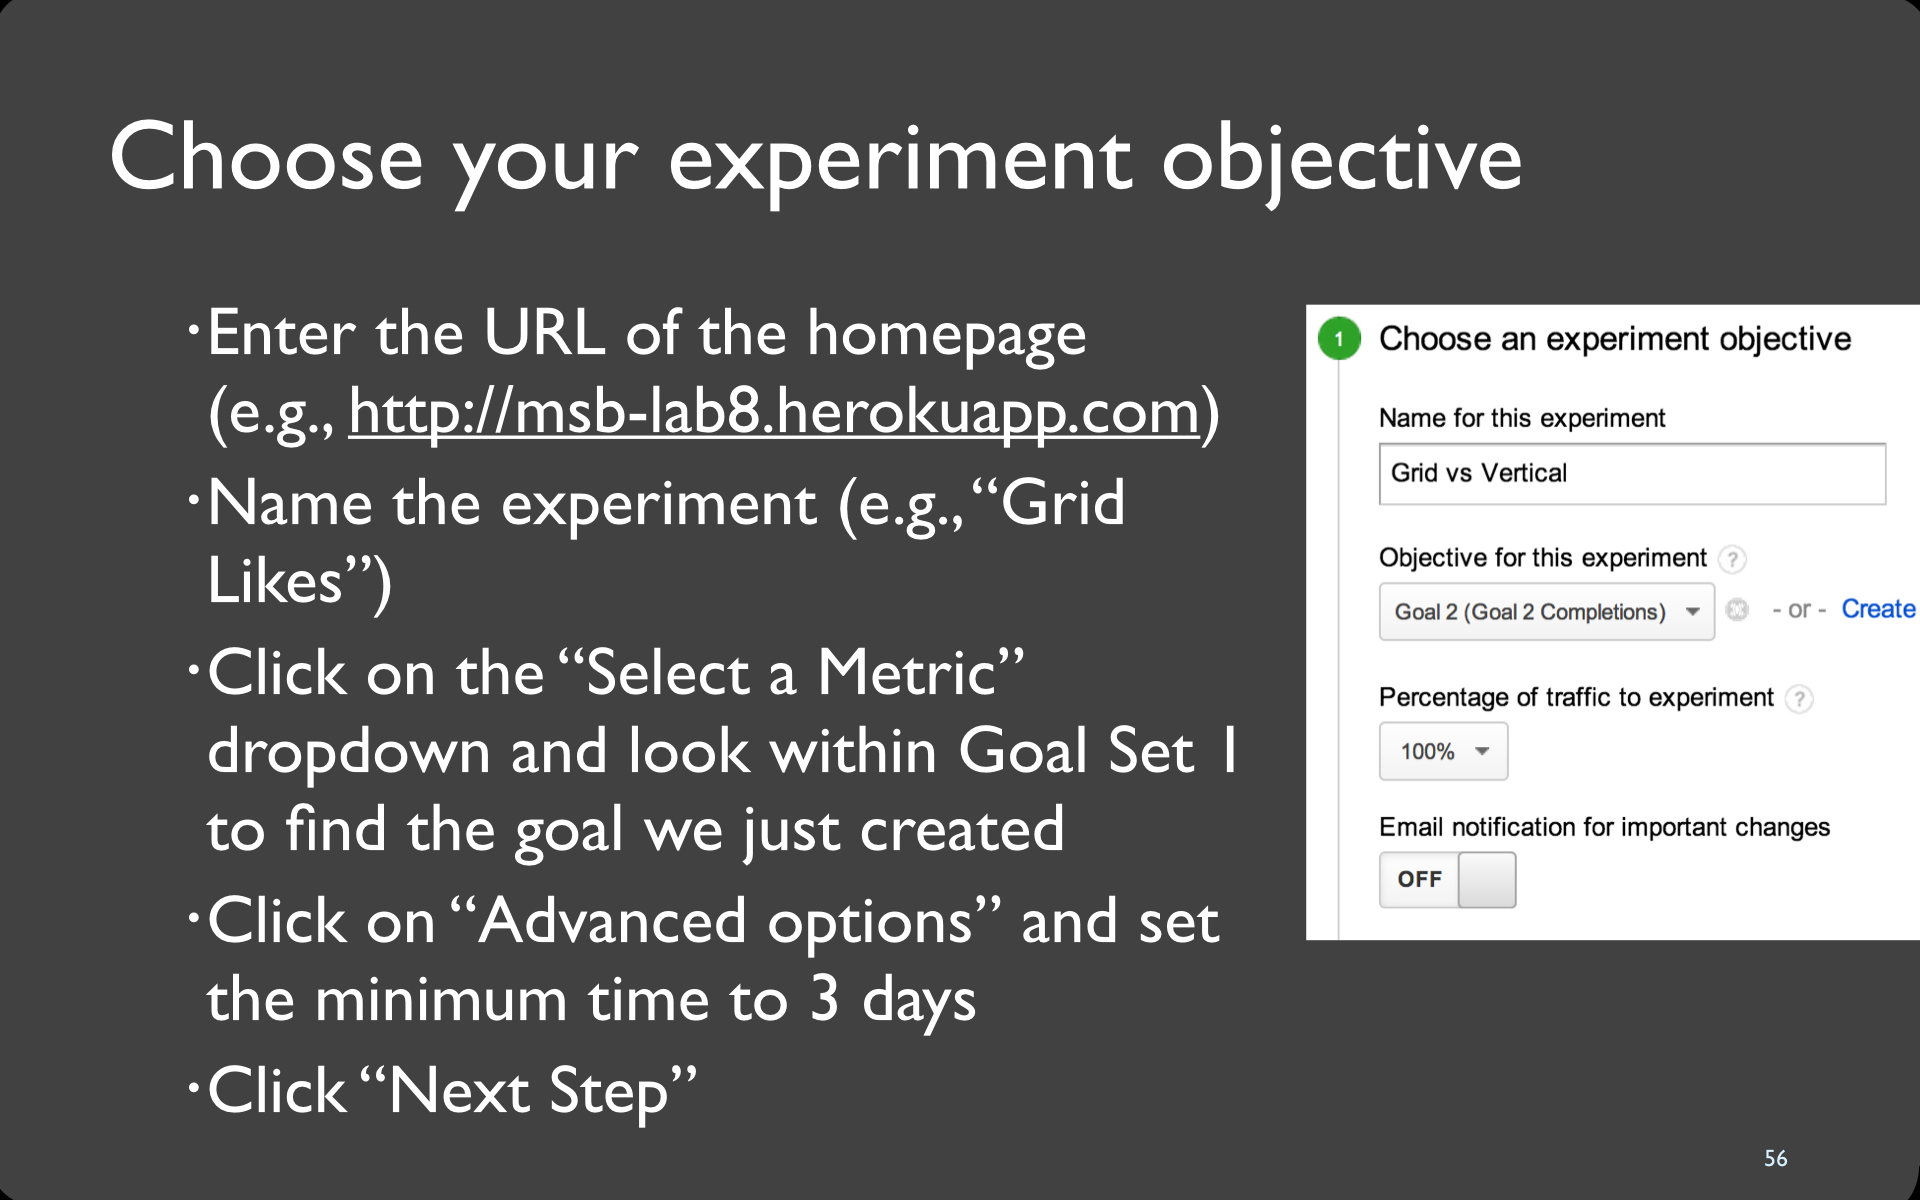 Choose your experiment objective
•Enter the URL of the homepage
(e.g., http://msb-lab8.herokuapp.com)
•Name the experiment (e.g., “Grid
Likes”)
•Click on the “Select a Metric”
dropdown and look within Goal Set 1
to find the goal we just created
•Click on “Advanced options” and set
the minimum time to 3 days
•Click “Next Step”
1 Choose an experiment objective
Name for this experiment
Grid vs Vertical
Objective for this experiment ?
Goal 2 (Goal 2 Completions) - or - Create
Percentage of traffic to experiment ?
100%
Email notification for important changes
OFF
56